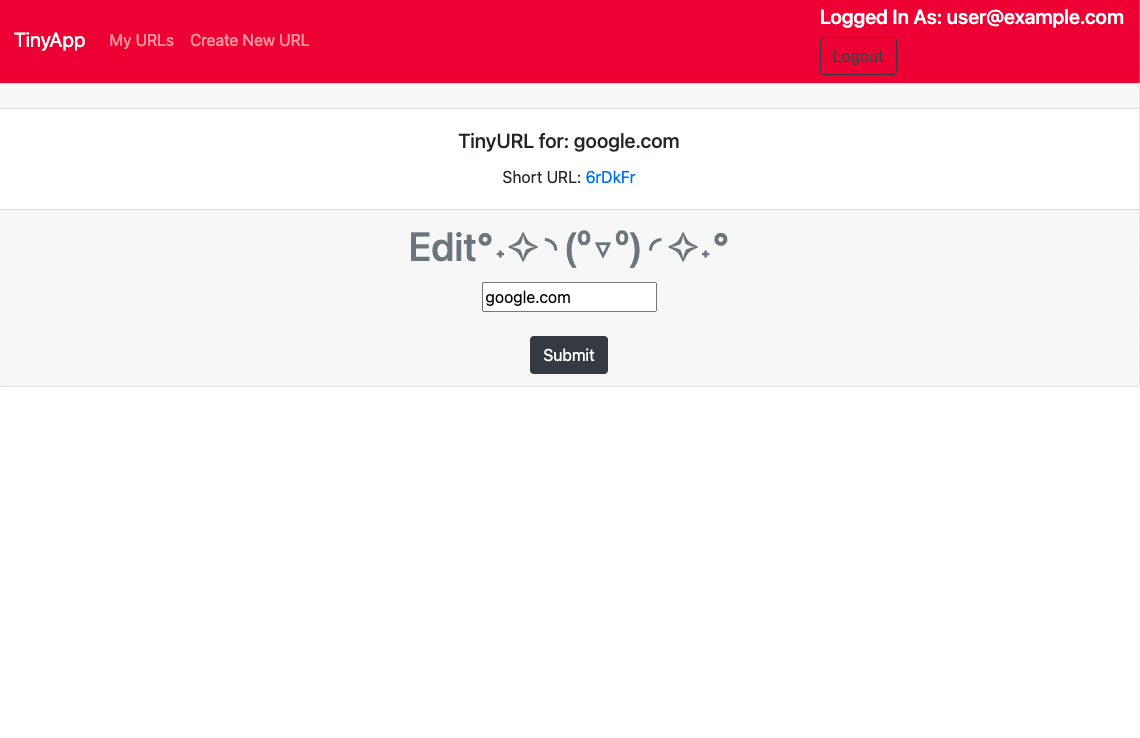 TinyApp My URLs Create New URL
Logged In As: user@example.com
Logout
TinyURL for: google.com
Short URL: 6rDkFr
Edit°˖✧◝(⁰▿⁰)◜✧˖°
google.com
Submit